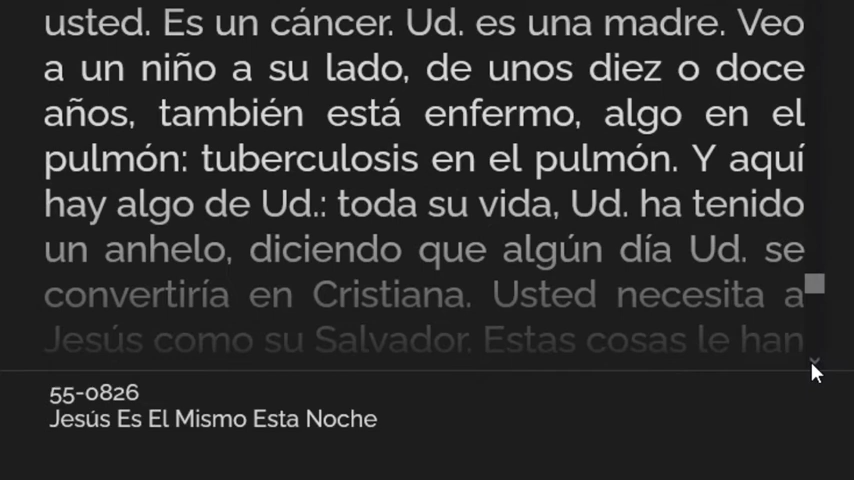 usted. Es un cáncer. Ud. es una madre. Veo
a un niño a su lado, de unos diez o doce
años, también está enfermo, algo en el
pulmón: tuberculosis en el pulmón. Y aquí
hay algo de Ud.: toda su vida, Ud. ha tenido
un anhelo, diciendo que algún día Ud. se
convertiría en Cristiana. Usted necesita a
Jesús como su Salvador. Estas cosas le han
55-0826
Jesús Es El Mismo Esta Noche